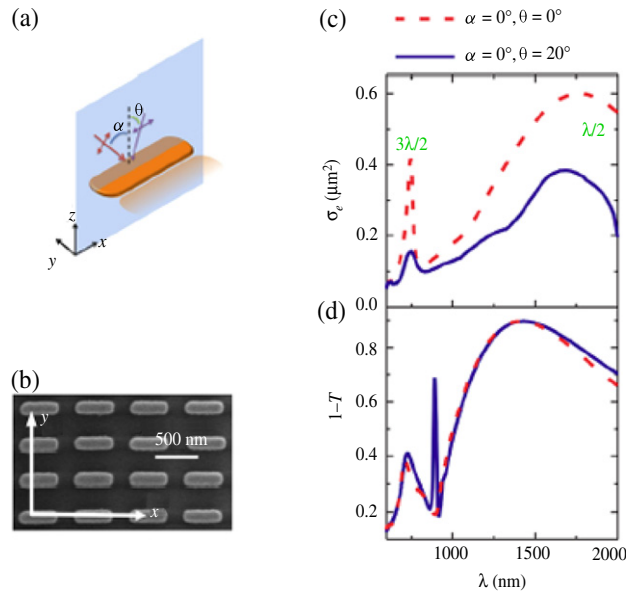 (a)
θ
α
z
y
x
(b)
y
500 nm
x
(c)
α = 0°, θ = 0°
α = 0°, θ = 20°
0.6
3λ/2
λ/2
0.4
σₑ (μm²)
0.2
0.0
(d)
0.8
0.6
1−T
0.4
0.2
1000
1500
2000
λ (nm)